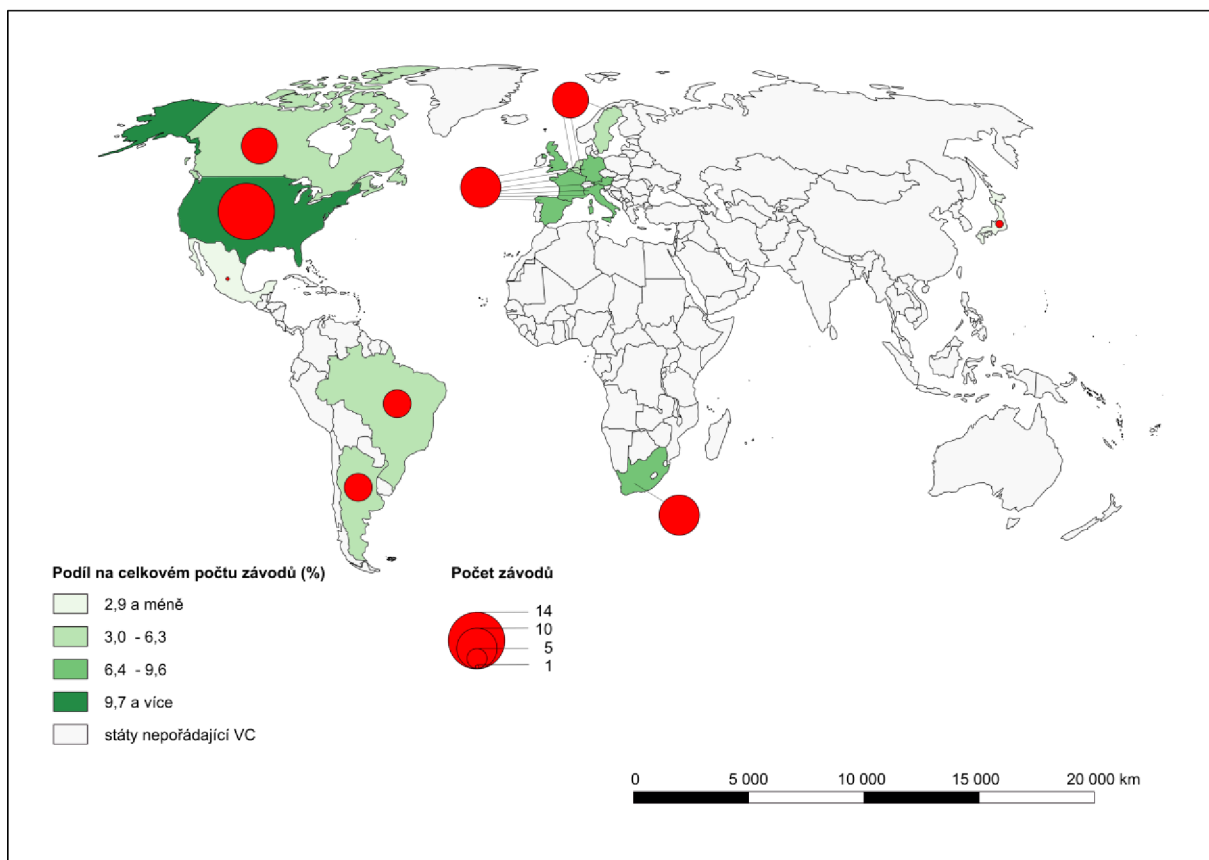 Podíl na celkovém počtu závodů (%)
2,9 a méně
3,0 - 6,3
6,4 - 9,6
9,7 a více
státy nepořádající VC
Počet závodů
14
10
5
1
0 5 000 10 000 15 000 20 000 km